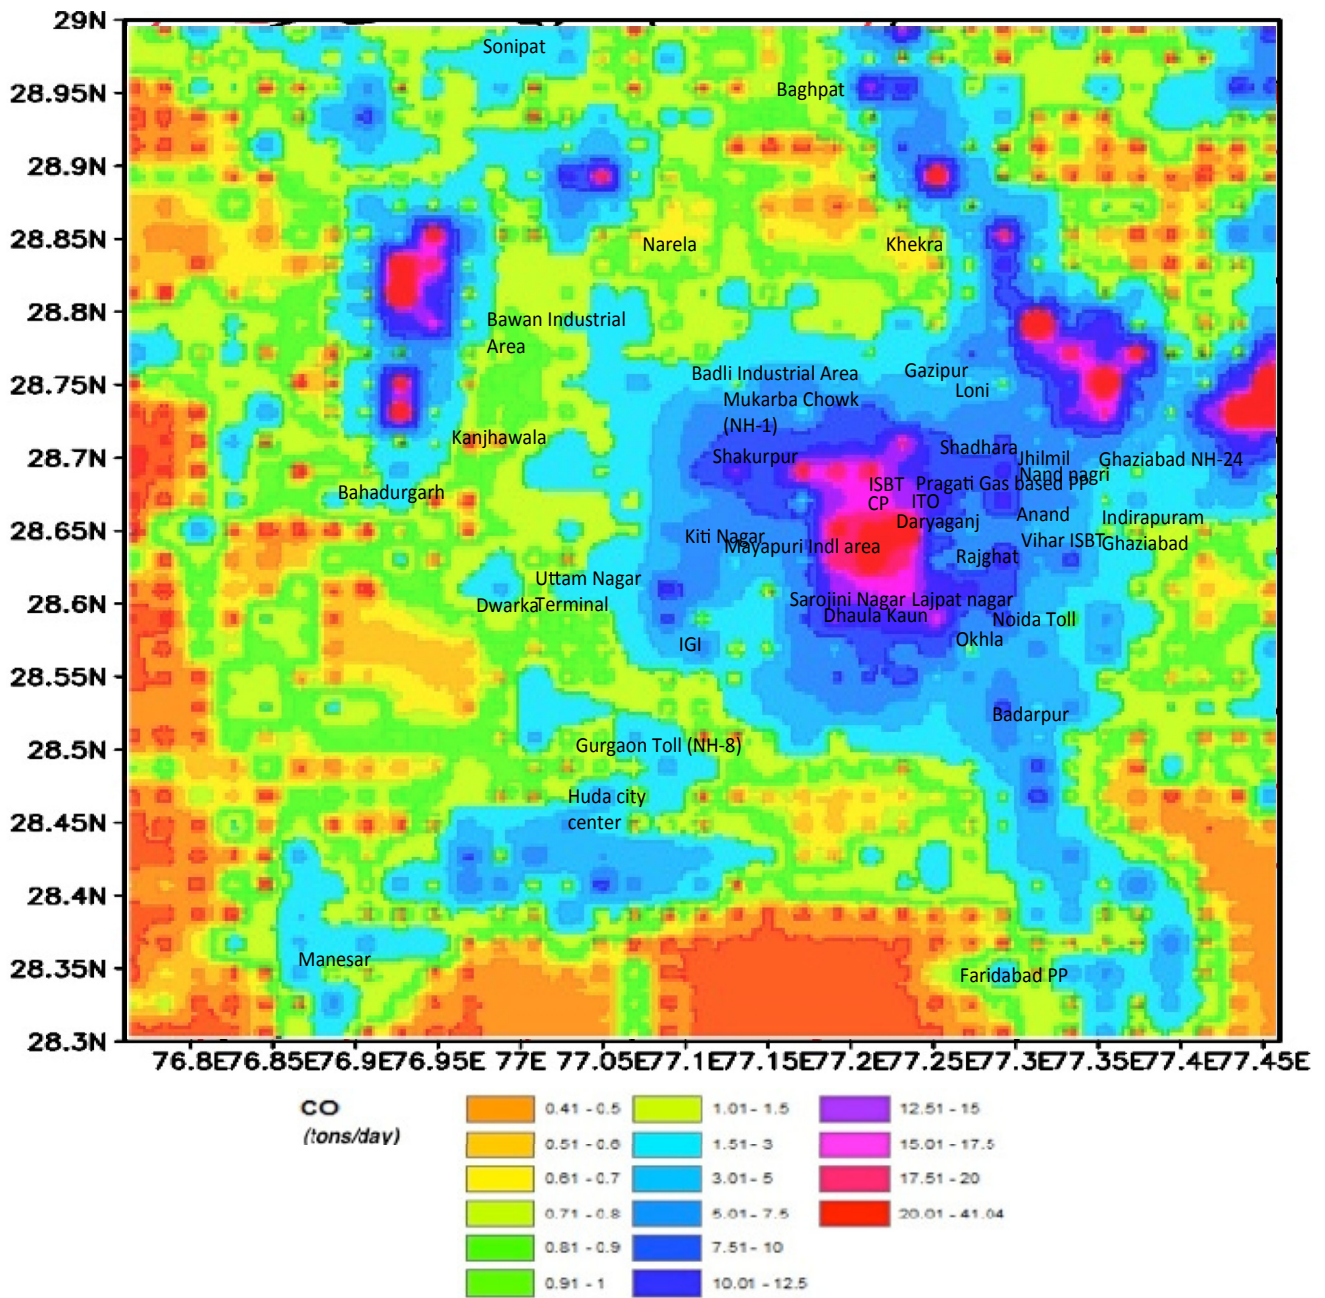 29N
Sonipat
28.95N
Baghpat
28.9N
28.85N
Narela
Khekra
28.8N
Bawan Industrial
Area
28.75N
Badli Industrial Area
Gazipur
Loni
Mukarba Chowk
(NH-1)
Kanjhawala
28.7N
Shakurpur
Shadhara
Jhilmil
Ghaziabad NH-24
Nand nagri
Bahadurgarh
ISBT
Pragati Gas based PP
CP
ITO
28.65N
Daryaganj
Anand
Vihar ISBT
Indirapuram
Ghaziabad
Kiti Nagar
Mayapuri Indl area
Rajghat
Uttam Nagar
Terminal
28.6N
Dwarka
Sarojini Nagar
Lajpat nagar
Dhaula Kaun
Noida Toll
IGI
Okhla
28.55N
Badarpur
28.5N
Gurgaon Toll (NH-8)
Huda city
center
28.45N
28.4N
28.35N
Manesar
Faridabad PP
28.3N
76.8E 76.85E 76.9E 76.95E 77E 77.05E 77.1E 77.15E 77.2E 77.25E 77.3E 77.35E 77.4E 77.45E
CO
(tons/day)
0.41 - 0.5
0.51 - 0.6
0.61 - 0.7
0.71 - 0.8
0.81 - 0.9
0.91 - 1
1.01 - 1.5
1.51 - 3
3.01 - 5
5.01 - 7.5
7.51 - 10
10.01 - 12.5
12.51 - 15
15.01 - 17.5
17.51 - 20
20.01 - 41.04